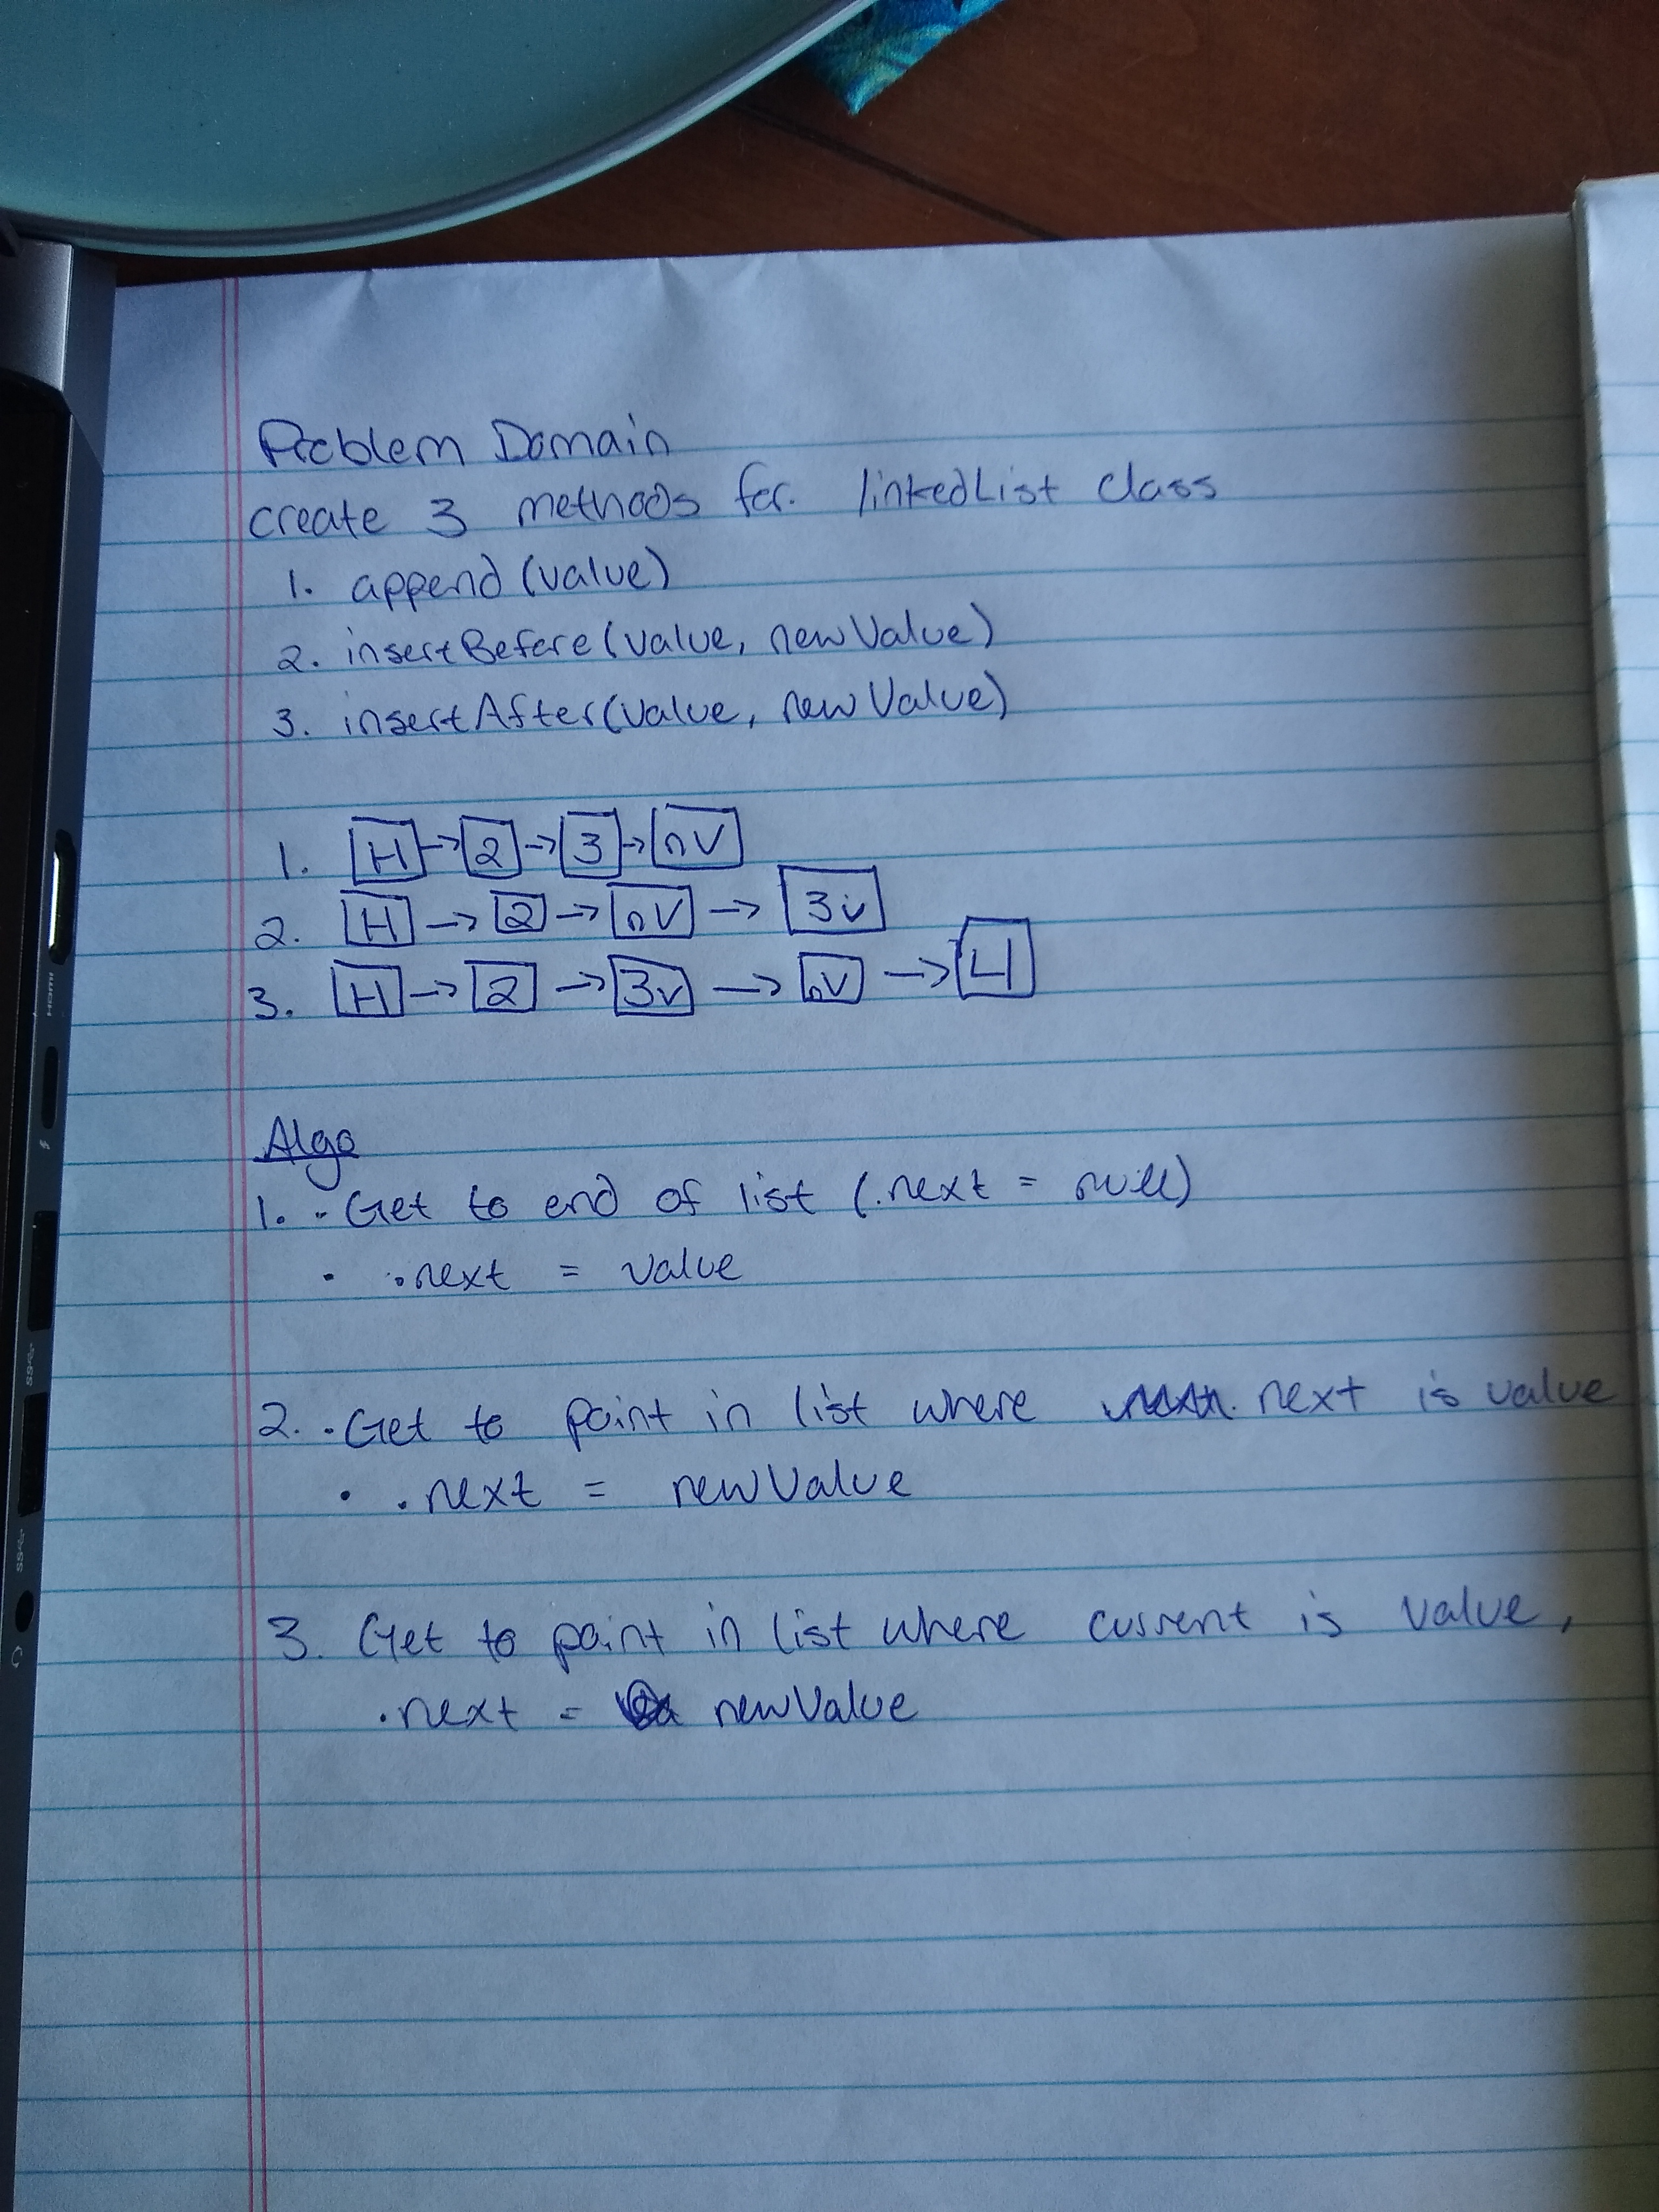 Problem Domain
create 3 methods for. linkedList class
1. append (value)
2. insertBefore (value, newValue)
3. insertAfter (value, newValue)
1. H → 2 → 3 → nV
2. H → 2 → nV → 3v
3. H → 2 → 3v → nV → 4
Algo
1. • Get to end of list (.next = null)
• .next = value
2. • Get to point in list where .next is value
• .next = newValue
3. Get to point in list where current is value,
.next = newValue
HDMI
SS
SS